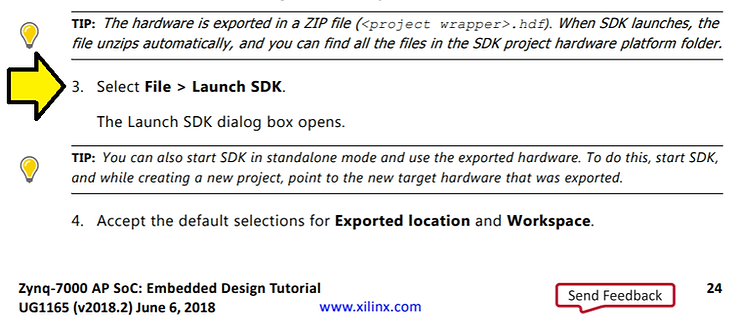 TIP: The hardware is exported in a ZIP file (<project wrapper>.hdf). When SDK launches, the
file unzips automatically, and you can find all the files in the SDK project hardware platform folder.
3. Select File > Launch SDK.
The Launch SDK dialog box opens.
TIP: You can also start SDK in standalone mode and use the exported hardware. To do this, start SDK,
and while creating a new project, point to the new target hardware that was exported.
4. Accept the default selections for Exported location and Workspace.
Zynq-7000 AP SoC: Embedded Design Tutorial
UG1165 (v2018.2) June 6, 2018
www.xilinx.com
Send Feedback
24